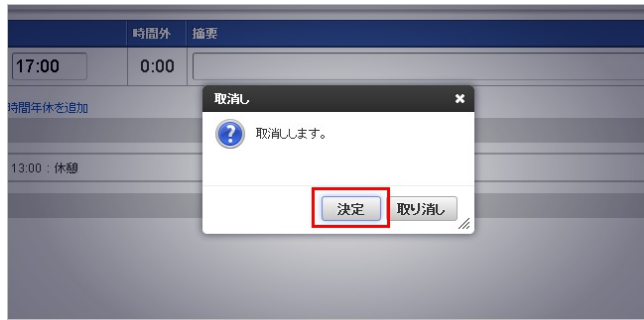 時間外 摘要
17:00 0:00
時間年休を追加
取消し
取消しします。
13:00 : 休憩
決定 取り消し